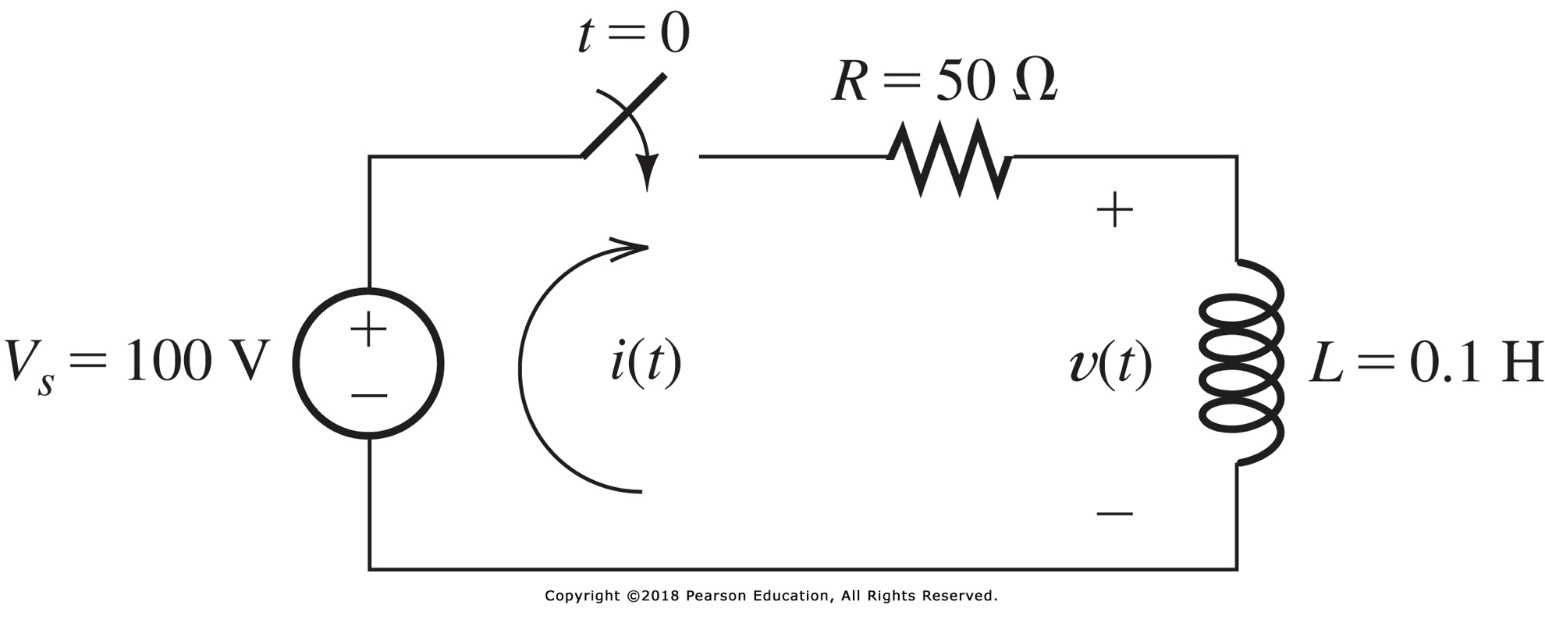 t = 0
R = 50 Ω
+
+
−
V_s = 100 V
i(t)
v(t)
L = 0.1 H
−
Copyright ©2018 Pearson Education, All Rights Reserved.